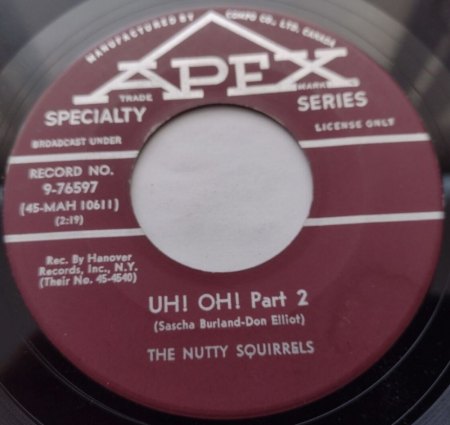 MANUFACTURED BY COMPO CO., LTD. CANADA
APEX
TRADE MARK
SPECIALTY SERIES
BROADCAST UNDER LICENSE ONLY
RECORD NO.
9-76597
(45-MAH 10611)
(2:19)
Rec. By Hanover
Records, Inc., N.Y.
(Their No. 45-4540)
UH! OH! Part 2
(Sascha Burland-Don Elliot)
THE NUTTY SQUIRRELS